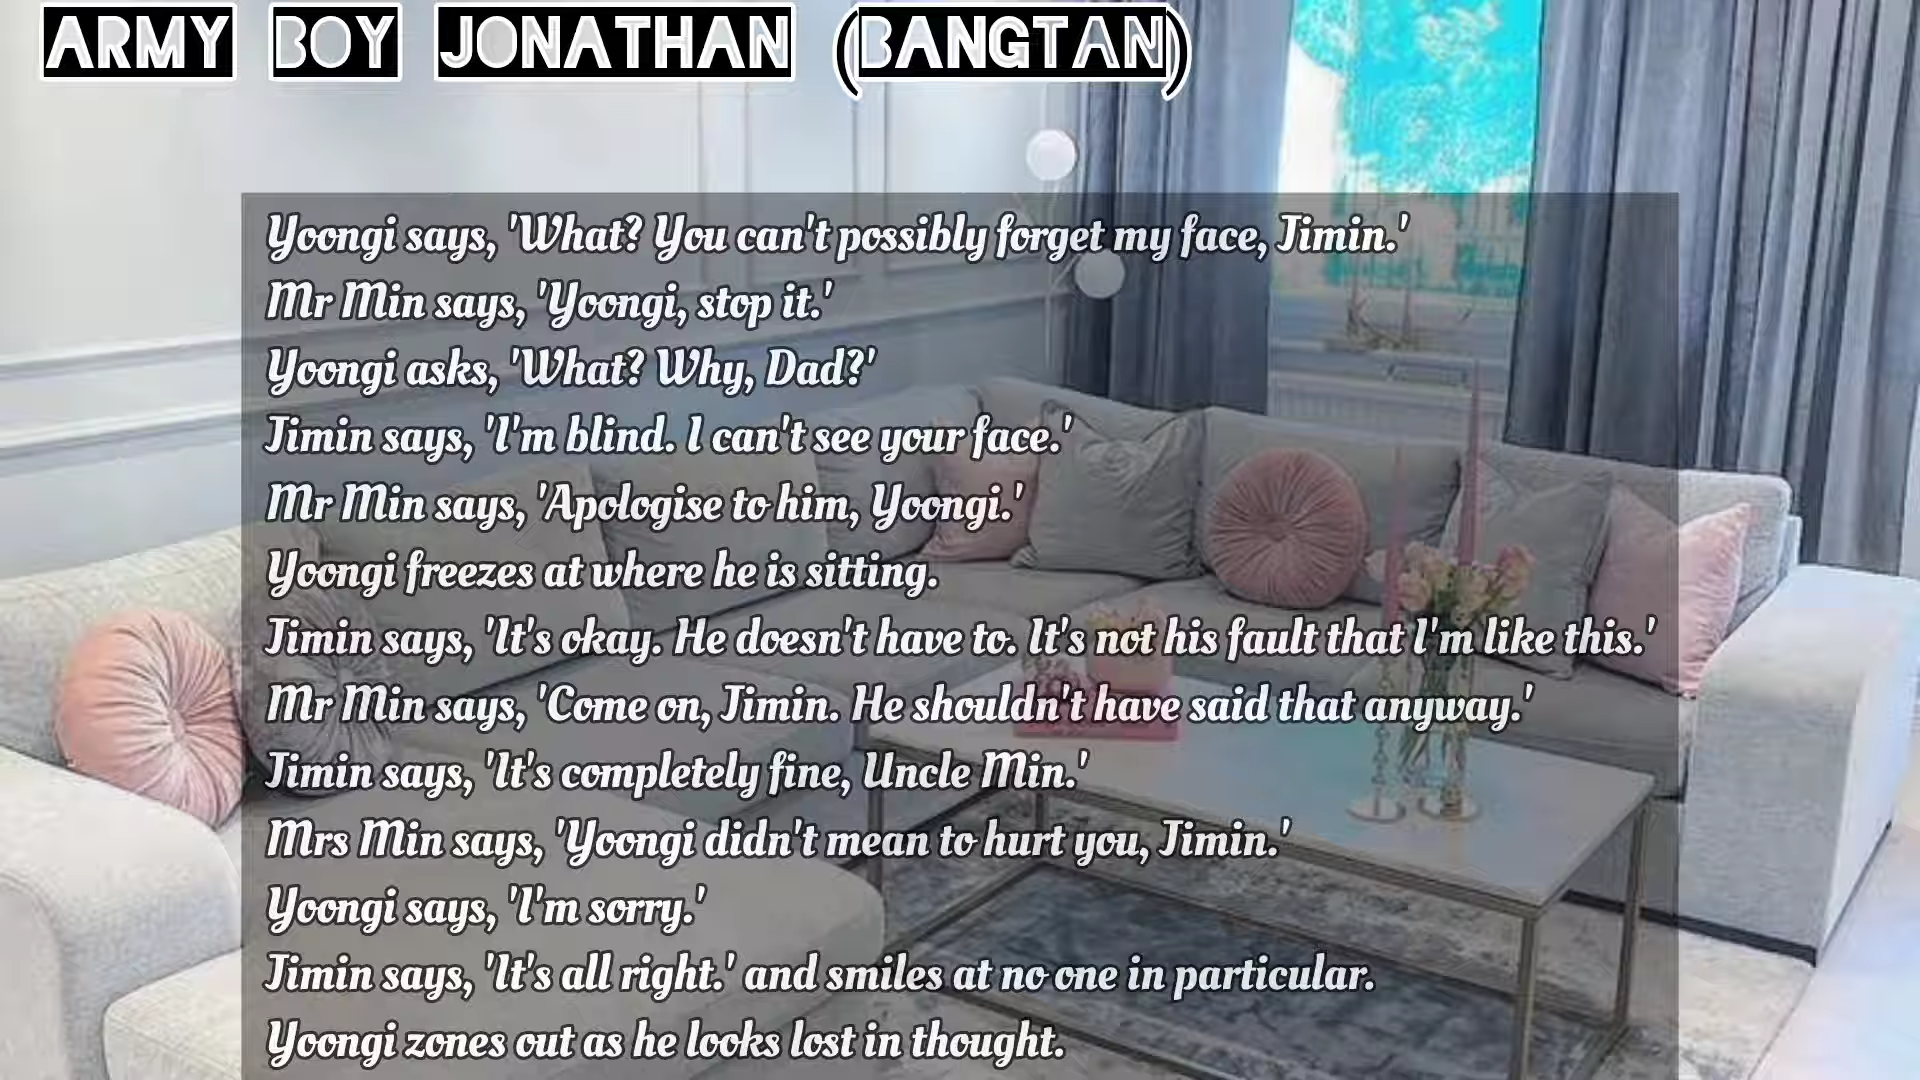 ARMY BOY JONATHAN (BANGTAN)
Yoongi says, 'What? You can't possibly forget my face, Jimin.'
Mr Min says, 'Yoongi, stop it.'
Yoongi asks, 'What? Why, Dad?'
Jimin says, 'I'm blind. I can't see your face.'
Mr Min says, 'Apologise to him, Yoongi.'
Yoongi freezes at where he is sitting.
Jimin says, 'It's okay. He doesn't have to. It's not his fault that I'm like this.'
Mr Min says, 'Come on, Jimin. He shouldn't have said that anyway.'
Jimin says, 'It's completely fine, Uncle Min.'
Mrs Min says, 'Yoongi didn't mean to hurt you, Jimin.'
Yoongi says, 'I'm sorry.'
Jimin says, 'It's all right.' and smiles at no one in particular.
Yoongi zones out as he looks lost in thought.